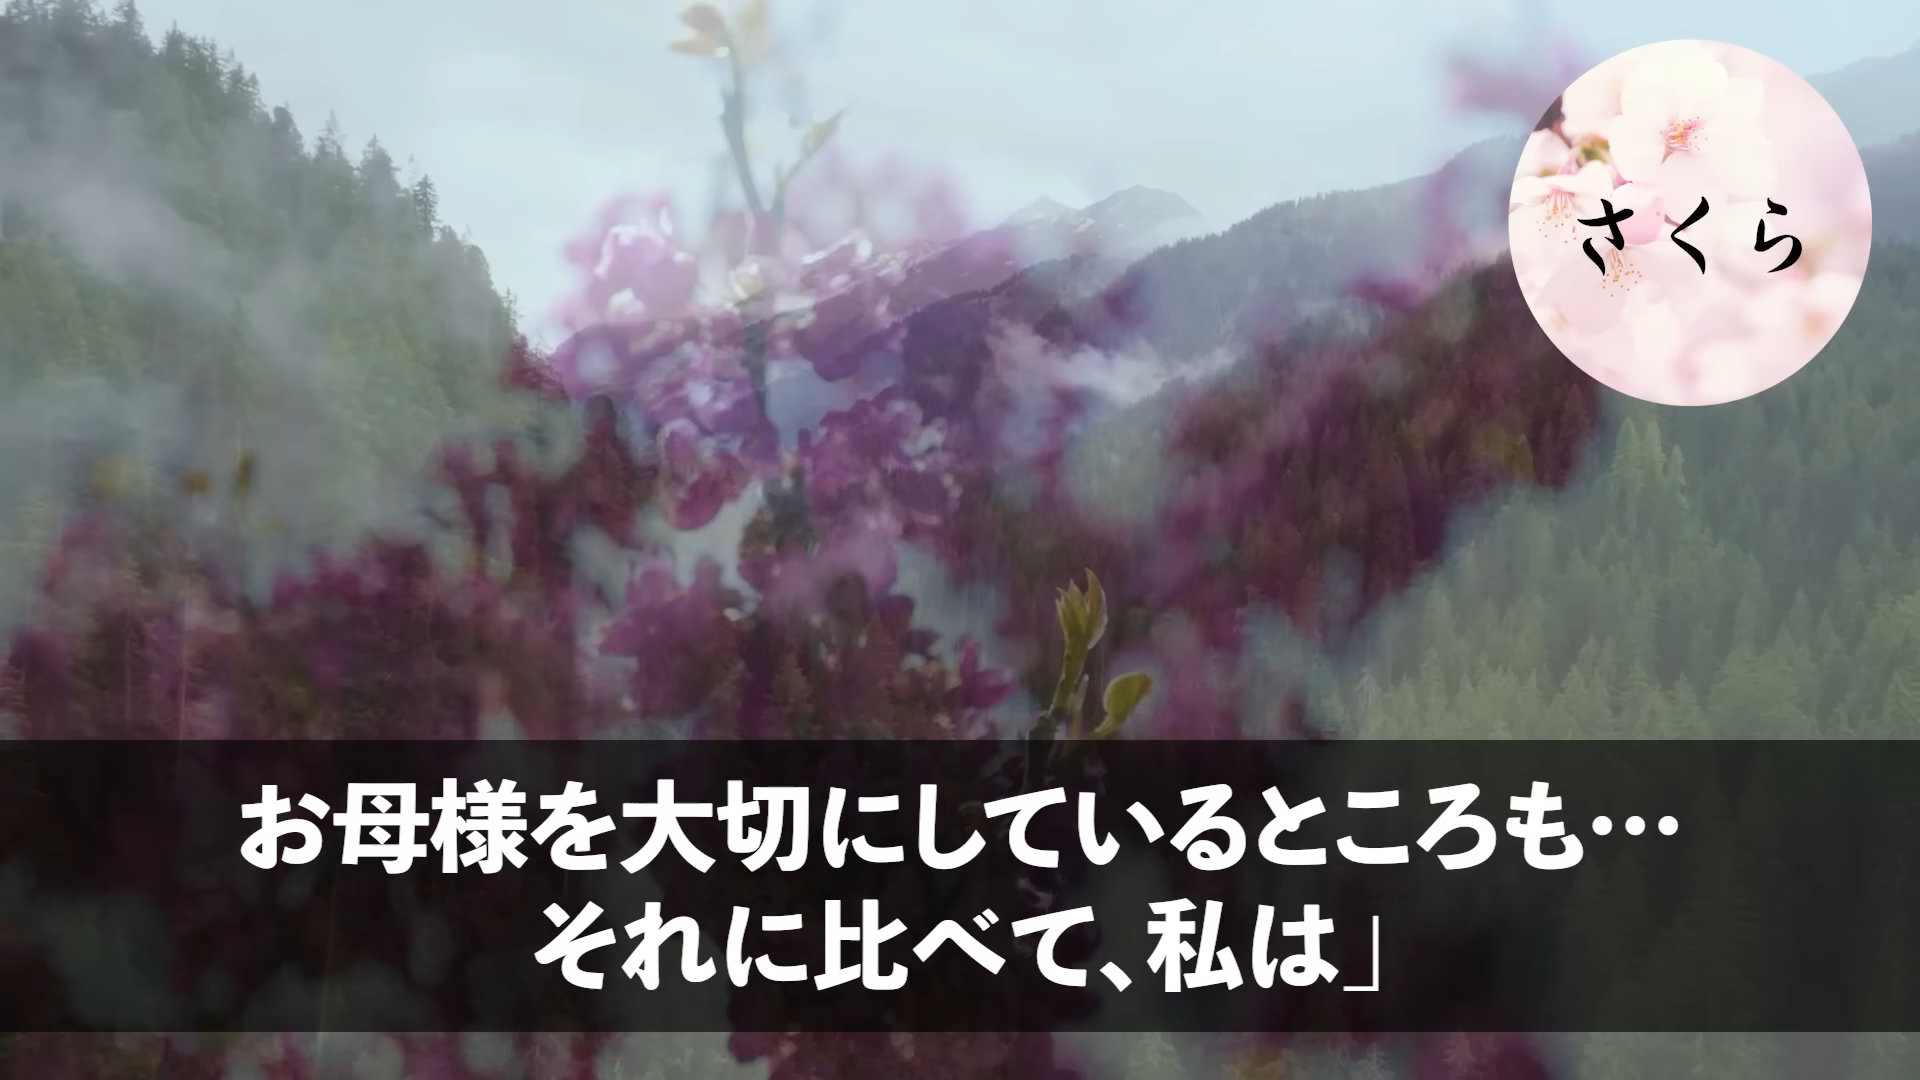 さくら
お母様を大切にしているところも…
それに比べて、私は」